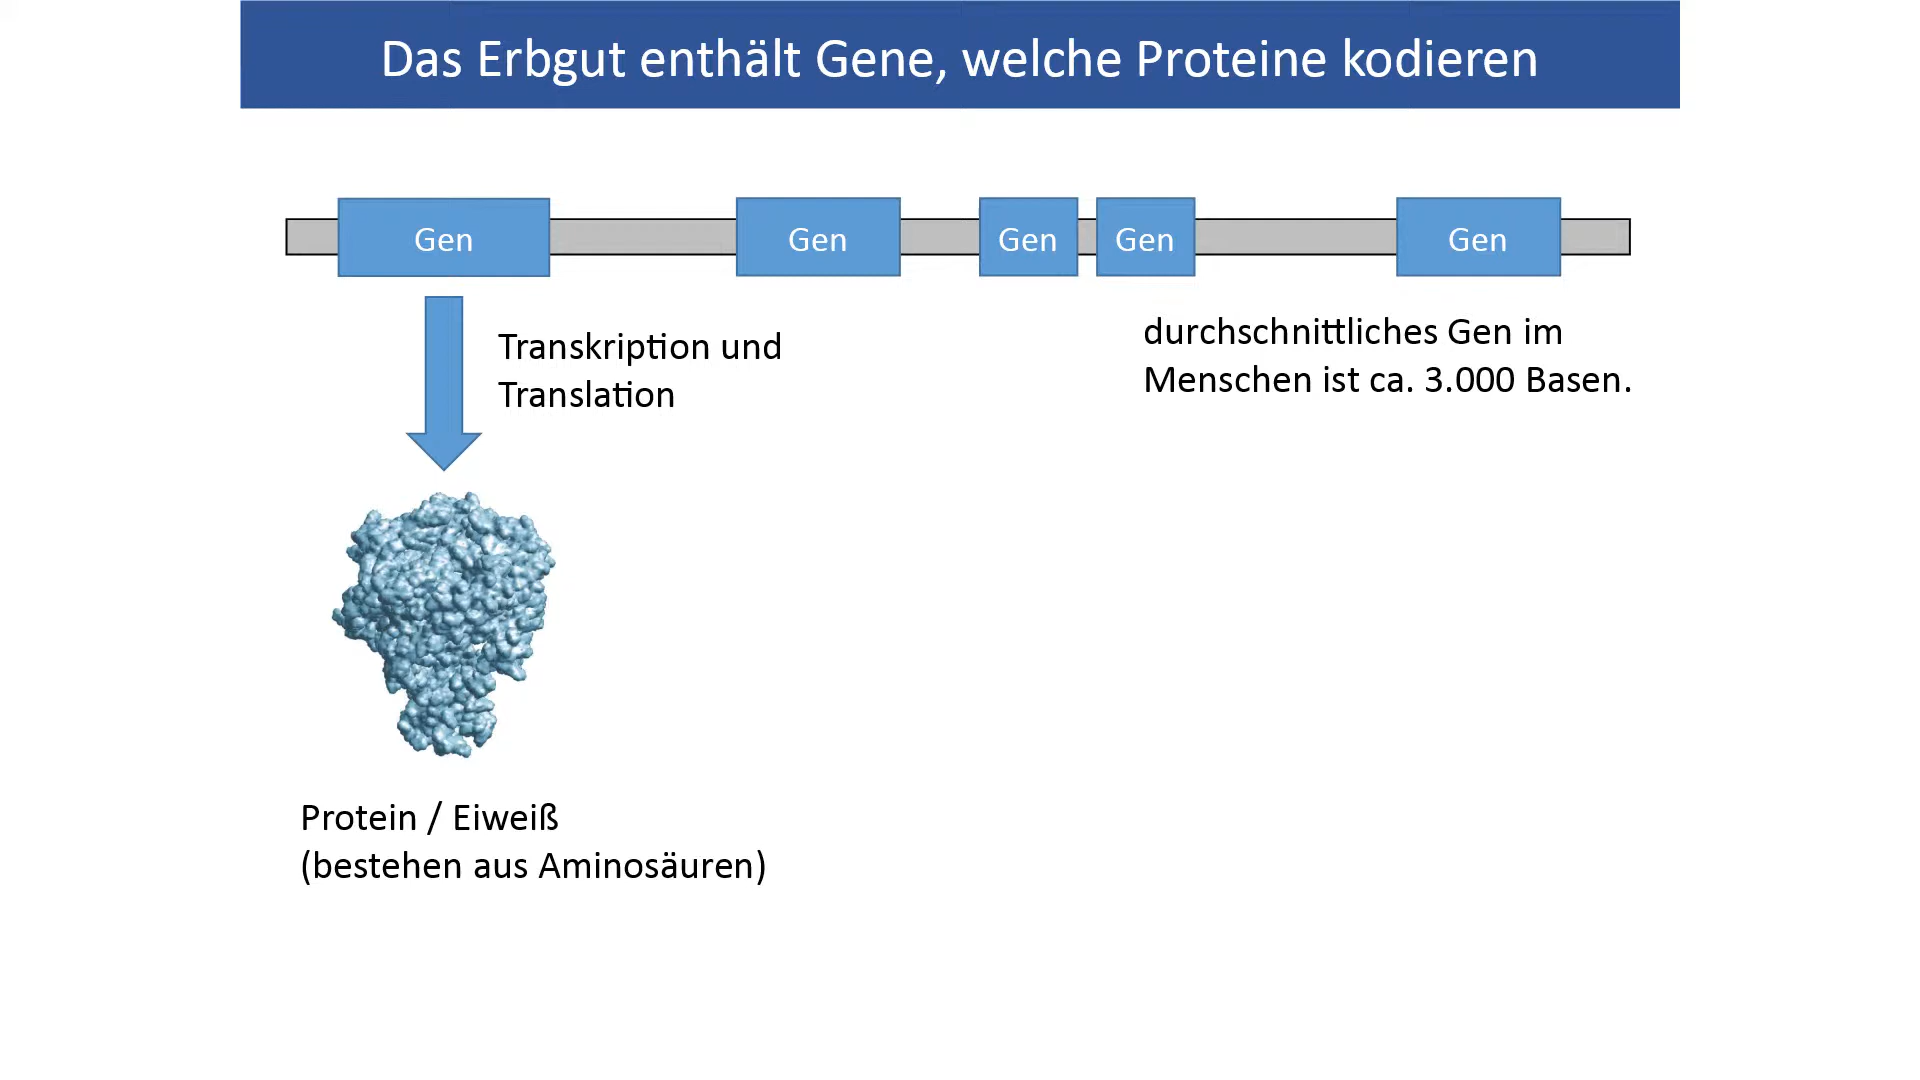 Das Erbgut enthält Gene, welche Proteine kodieren
Gen
Gen
Gen
Gen
Gen
Transkription und
Translation
durchschnittliches Gen im
Menschen ist ca. 3.000 Basen.
Protein / Eiweiß
(bestehen aus Aminosäuren)